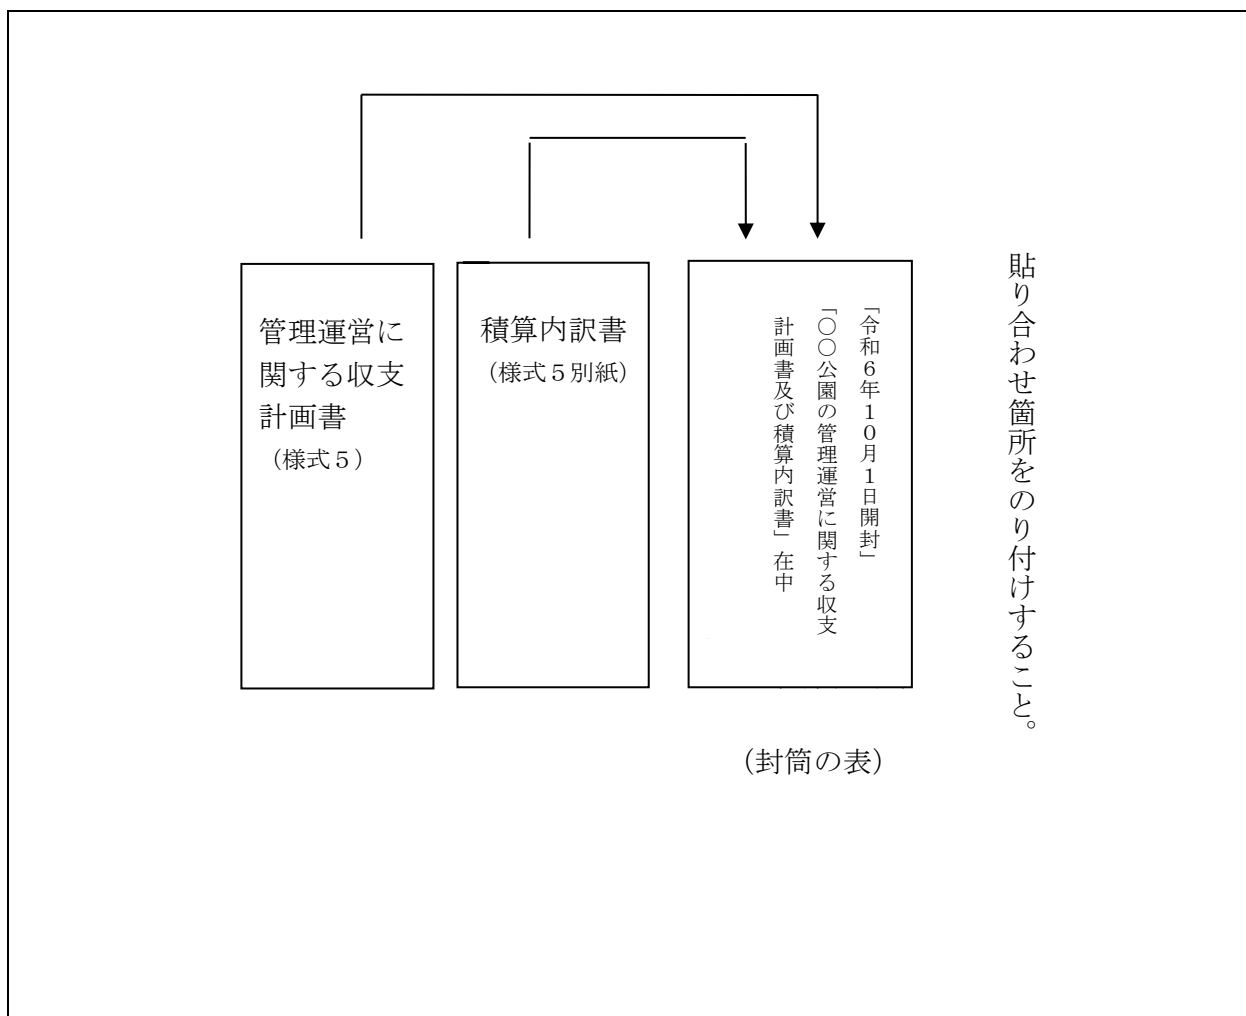 管理運営に
関する収支
計画書
（様式５）
積算内訳書
（様式５別紙）
「令和６年１０月１日開封」
「〇〇公園の管理運営に関する収支
計画書及び積算内訳書」在中
貼り合わせ箇所をのり付けすること。
（封筒の表）